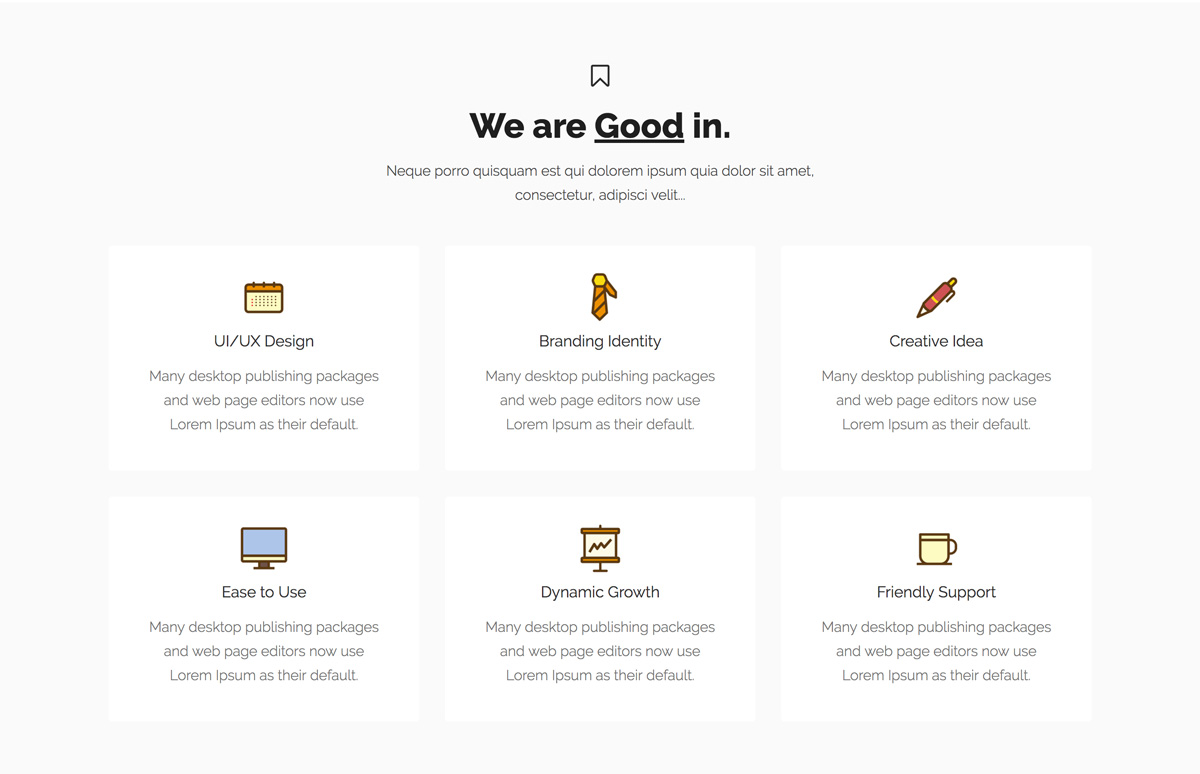 We are Good in.
Neque porro quisquam est qui dolorem ipsum quia dolor sit amet,
consectetur, adipisci velit...
UI/UX Design
Many desktop publishing packages
and web page editors now use
Lorem Ipsum as their default.
Branding Identity
Many desktop publishing packages
and web page editors now use
Lorem Ipsum as their default.
Creative Idea
Many desktop publishing packages
and web page editors now use
Lorem Ipsum as their default.
Ease to Use
Many desktop publishing packages
and web page editors now use
Lorem Ipsum as their default.
Dynamic Growth
Many desktop publishing packages
and web page editors now use
Lorem Ipsum as their default.
Friendly Support
Many desktop publishing packages
and web page editors now use
Lorem Ipsum as their default.